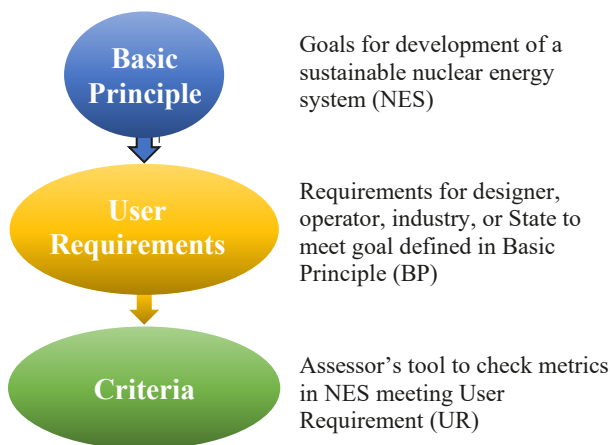 Basic
Principle
Goals for development of a
sustainable nuclear energy
system (NES)
User
Requirements
Requirements for designer,
operator, industry, or State to
meet goal defined in Basic
Principle (BP)
Criteria
Assessor's tool to check metrics
in NES meeting User
Requirement (UR)